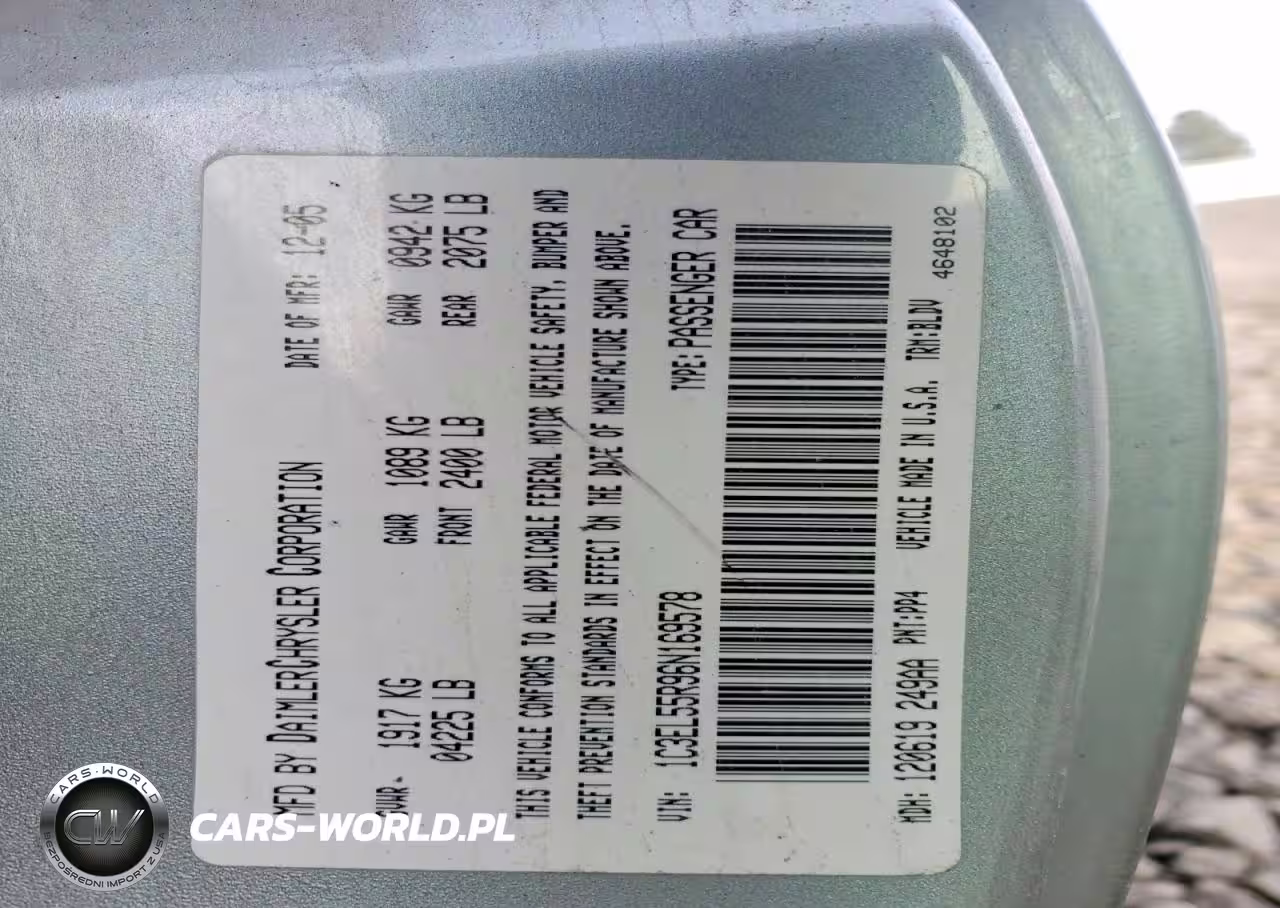 MFD BY DAIMLERCHRYSLER CORPORATION DATE OF MFR: 12-05
GVWR. 1917 KG GAWR 1089 KG GAWR 0942 KG
04225 LB FRONT 2400 LB REAR 2075 LB
THIS VEHICLE CONFORMS TO ALL APPLICABLE FEDERAL MOTOR VEHICLE SAFETY, BUMPER AND
THEFT PREVENTION STANDARDS IN EFFECT ON THE DATE OF MANUFACTURE SHOWN ABOVE.
VIN: 1C3EL55R96N169578 TYPE: PASSENGER CAR
MDH: 120619 249AA PNT:PP4 VEHICLE MADE IN U.S.A. TRM:BLDV
4648102
CARS-WORLD
CW
BEZPOŚREDNI IMPORT Z USA
CARS-WORLD.PL